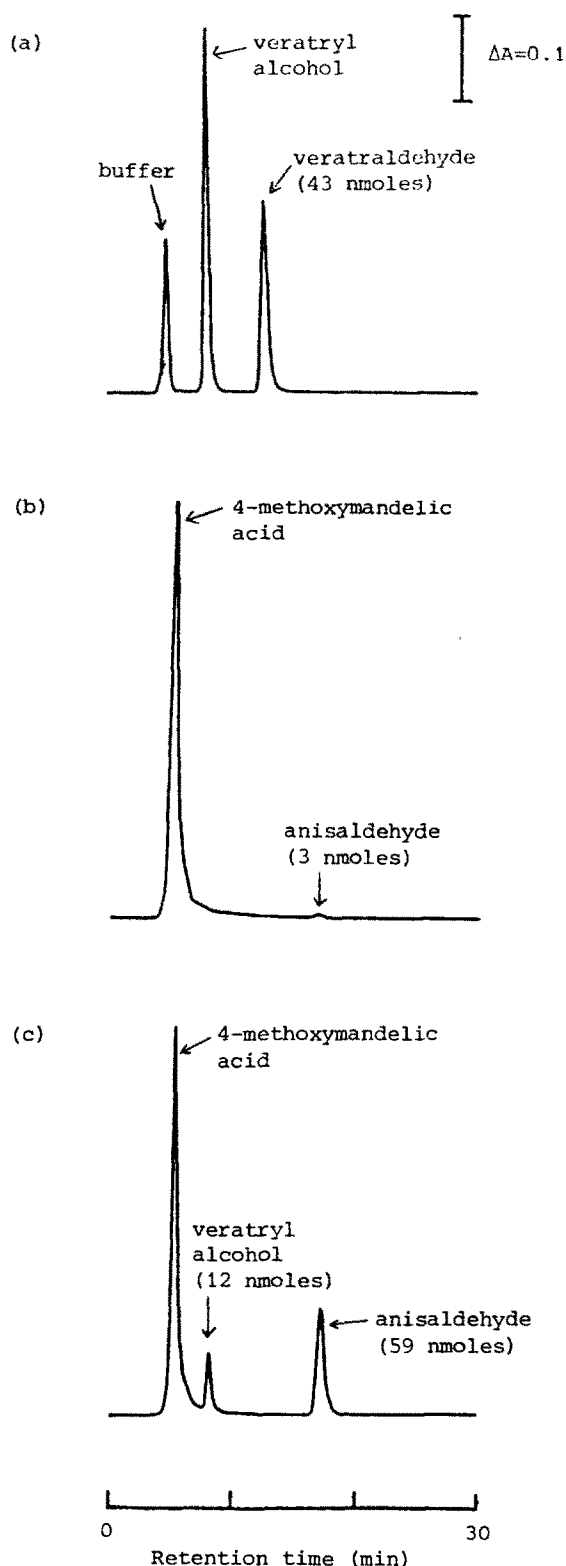 (a)
veratryl
alcohol
ΔA=0.1
buffer
veratraldehyde
(43 nmoles)
(b)
4-methoxymandelic
acid
anisaldehyde
(3 nmoles)
(c)
4-methoxymandelic
acid
veratryl
alcohol
(12 nmoles)
anisaldehyde
(59 nmoles)
0
30
Retention time (min)